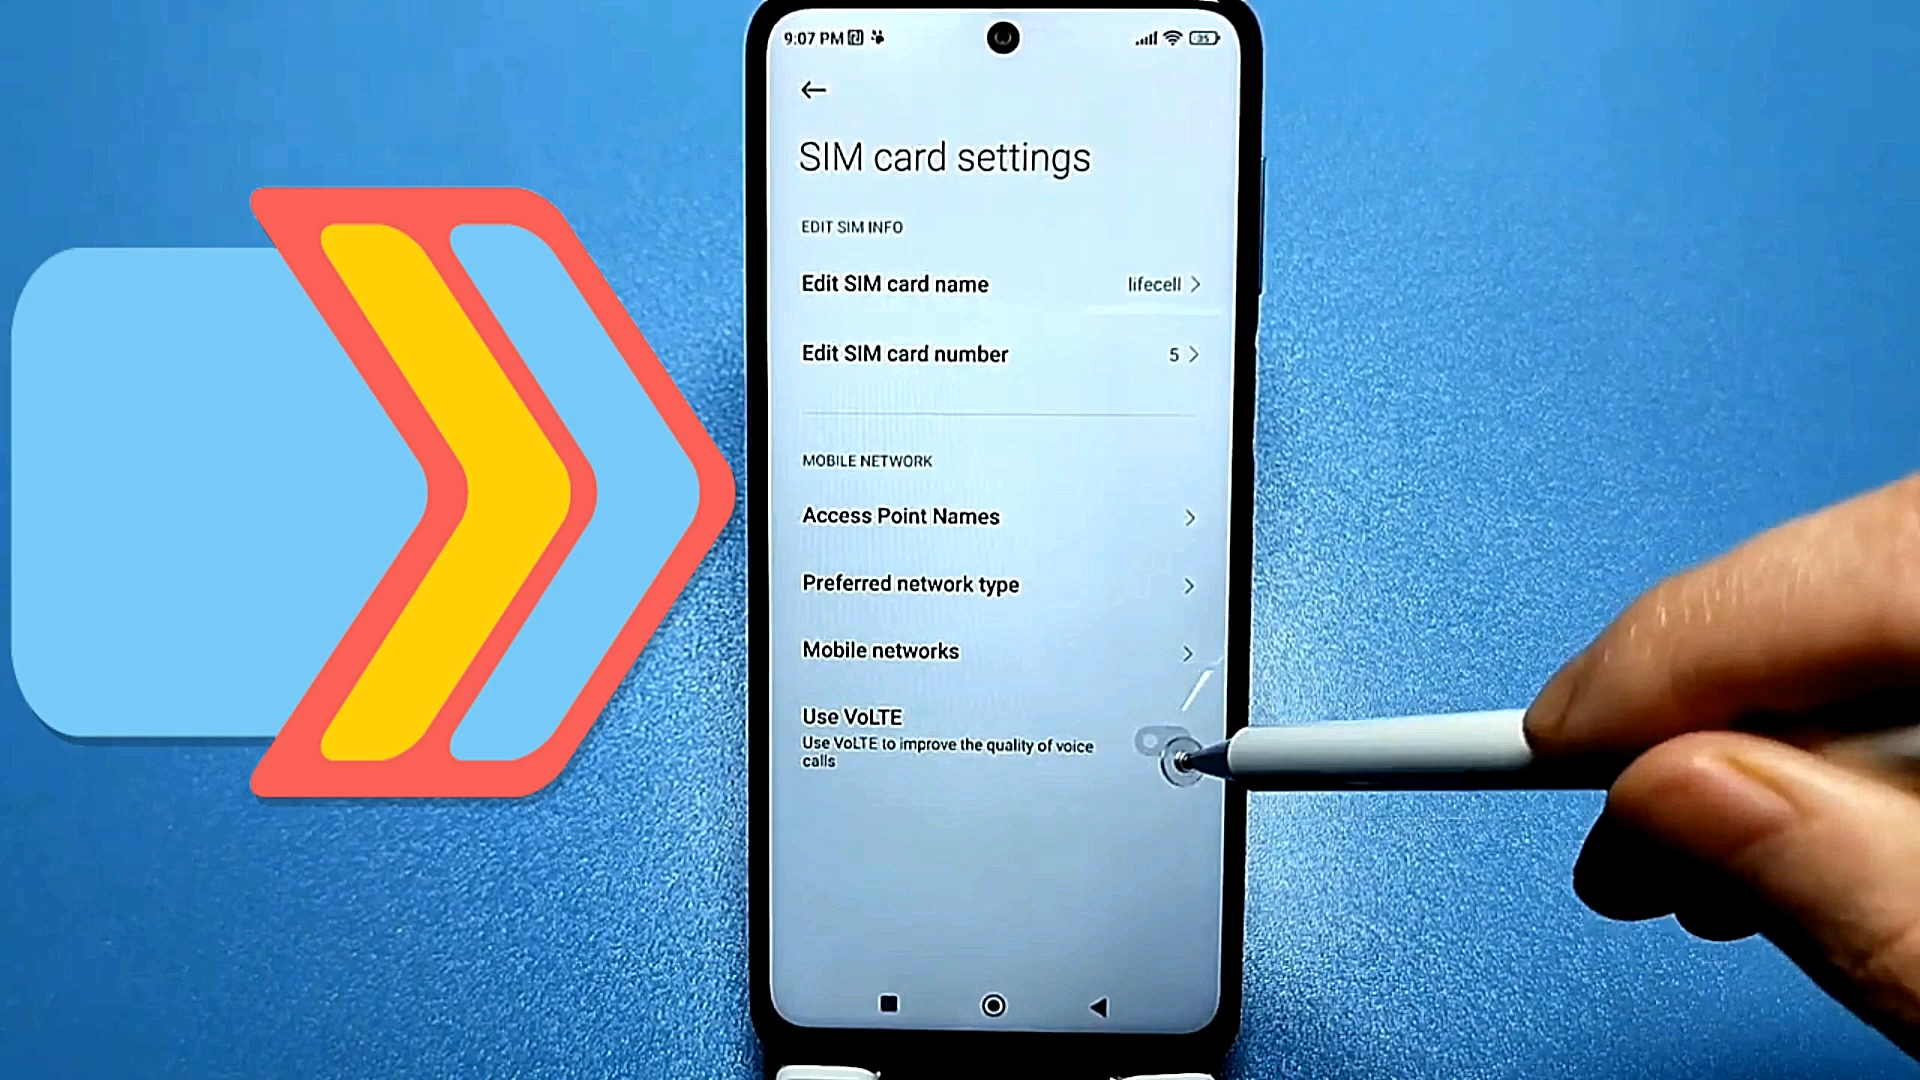 9:07 PM
35
SIM card settings
EDIT SIM INFO
Edit SIM card name
lifecell
Edit SIM card number
5
MOBILE NETWORK
Access Point Names
Preferred network type
Mobile networks
Use VoLTE
Use VoLTE to improve the quality of voice
calls